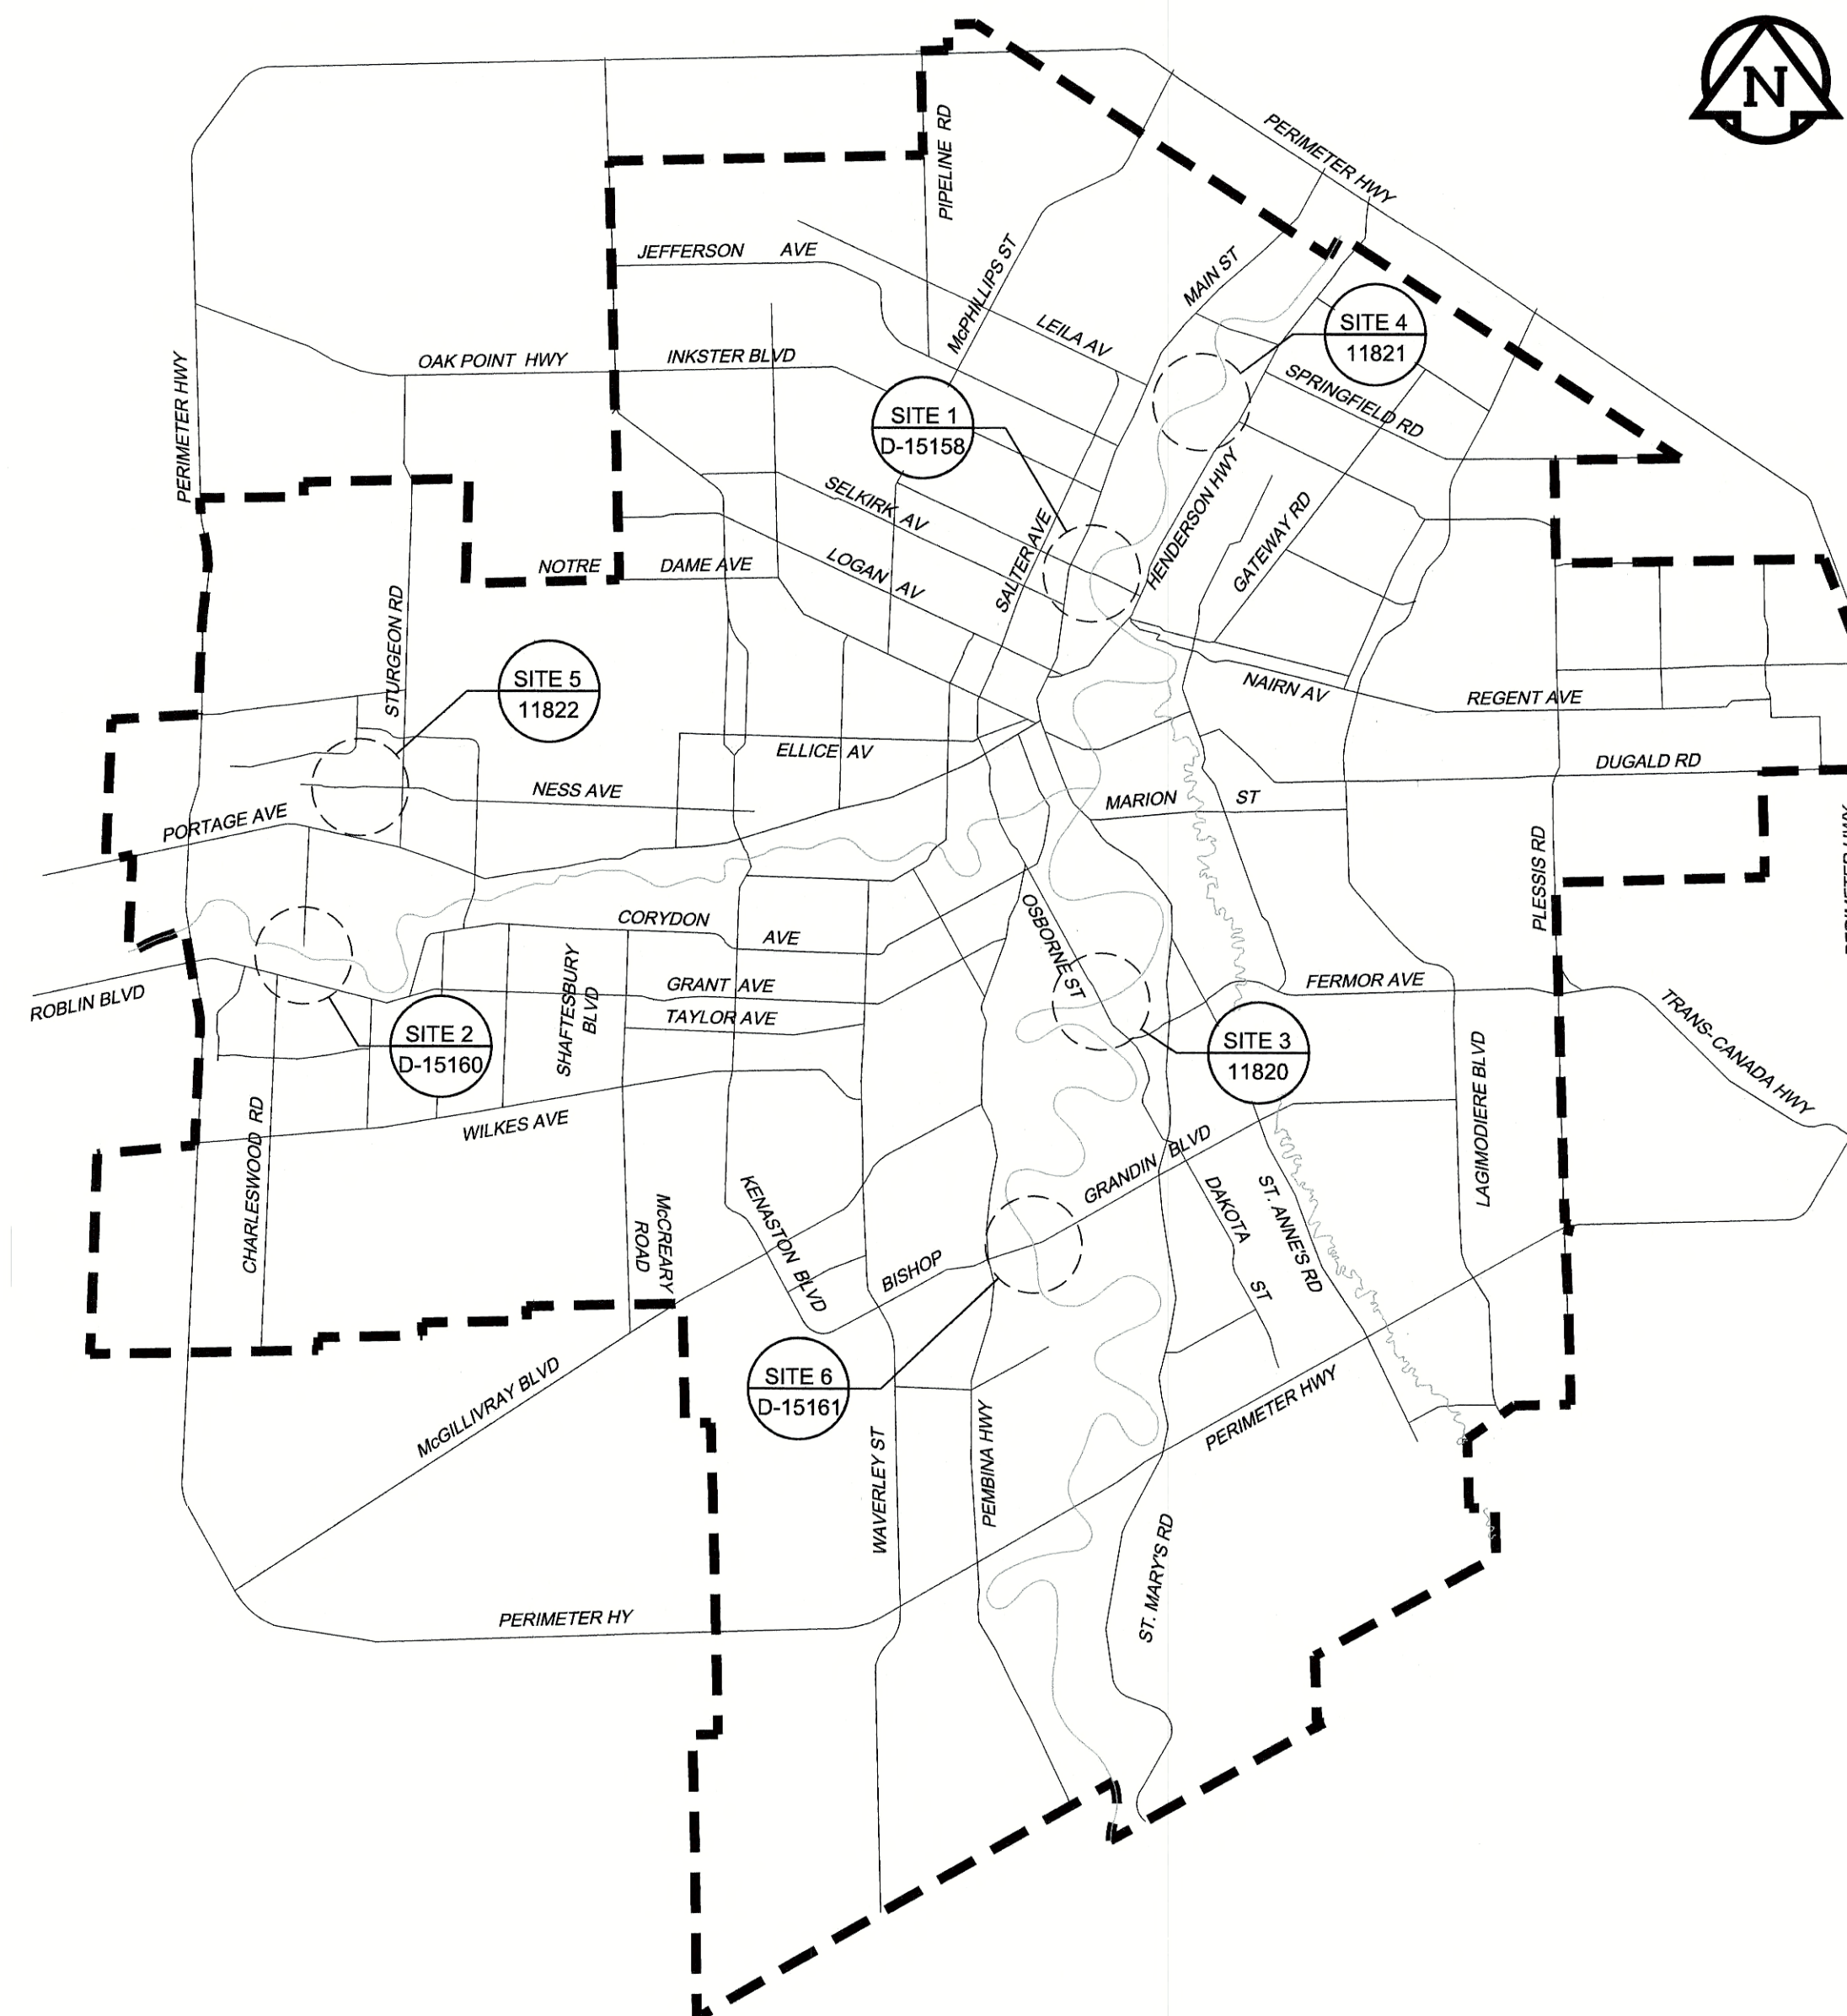 N
PERIMETER HWY
PIPELINE RD
JEFFERSON AVE
McPHILLIPS ST
MAIN ST
LEILA AV
SITE 4
11821
OAK POINT HWY
INKSTER BLVD
PERIMETER HWY
SPRINGFIELD RD
SITE 1
D-15158
SELKIRK AV
HENDERSON HWY
GATEWAY RD
SALTER AVE
NOTRE DAME AVE
LOGAN AV
STURGEON RD
SITE 5
11822
NAIRN AV
REGENT AVE
ELLICE AV
DUGALD RD
NESS AVE
MARION ST
PORTAGE AVE
PLESSIS RD
PERIMETER HWY
CORYDON AVE
OSBORNE ST
SHAFTESBURY
BLVD
GRANT AVE
FERMOR AVE
ROBLIN BLVD
TAYLOR AVE
TRANS-CANADA HWY
SITE 2
D-15160
SITE 3
11820
LAGIMODIERE BLVD
WILKES AVE
CHARLESWOOD RD
GRANDIN BLVD
KENASTON BLVD
McCREARY
ROAD
DAKOTA ST
ST. ANNE'S RD
BISHOP
SITE 6
D-15161
McGILLIVRAY BLVD
PERIMETER HWY
WAVERLEY ST
PEMBINA HWY
ST. MARY'S RD
PERIMETER HY